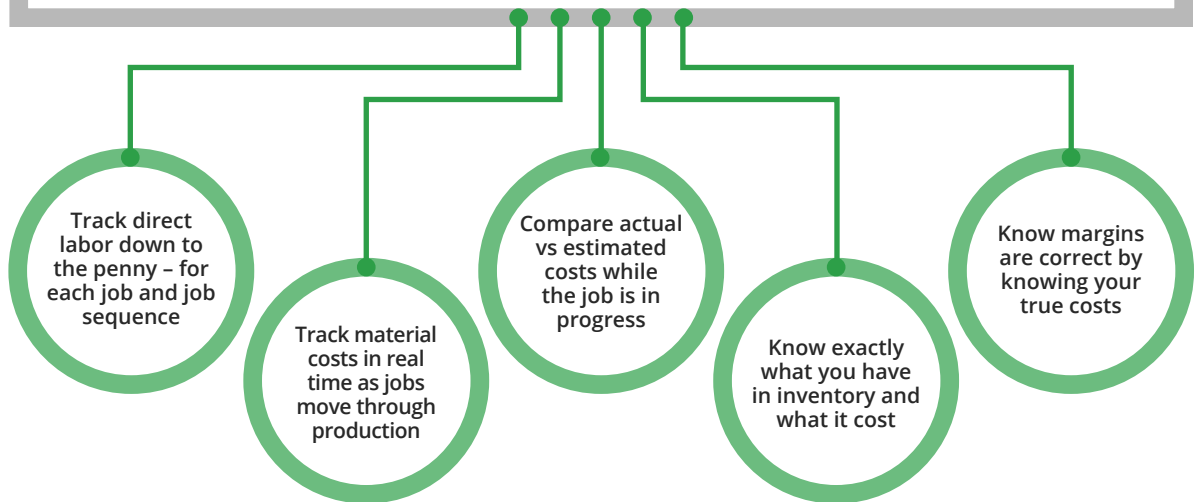 Track direct
labor down to
the penny – for
each job and job
sequence
Track material
costs in real
time as jobs
move through
production
Compare actual
vs estimated
costs while
the job is in
progress
Know exactly
what you have
in inventory and
what it cost
Know margins
are correct by
knowing your
true costs